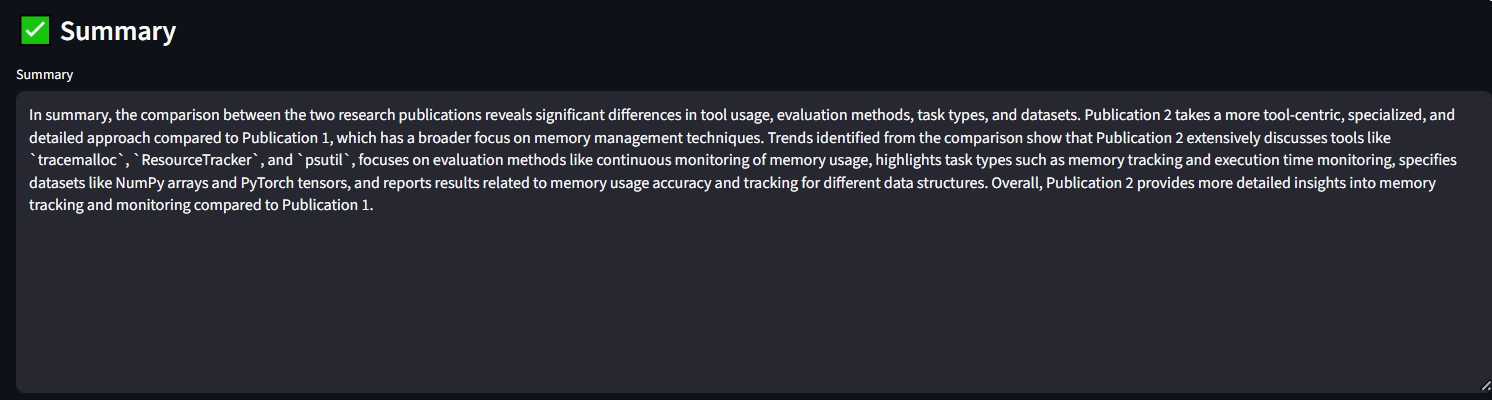 Summary
Summary
In summary, the comparison between the two research publications reveals significant differences in tool usage, evaluation methods, task types, and datasets. Publication 2 takes a more tool-centric, specialized, and
detailed approach compared to Publication 1, which has a broader focus on memory management techniques. Trends identified from the comparison show that Publication 2 extensively discusses tools like
`tracemalloc`, `ResourceTracker`, and `psutil`, focuses on evaluation methods like continuous monitoring of memory usage, highlights task types such as memory tracking and execution time monitoring, specifies
datasets like NumPy arrays and PyTorch tensors, and reports results related to memory usage accuracy and tracking for different data structures. Overall, Publication 2 provides more detailed insights into memory
tracking and monitoring compared to Publication 1.